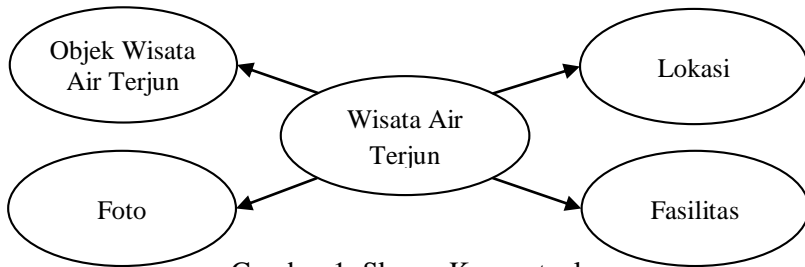 Objek Wisata
Air Terjun
Lokasi
Wisata Air
Terjun
Foto
Fasilitas